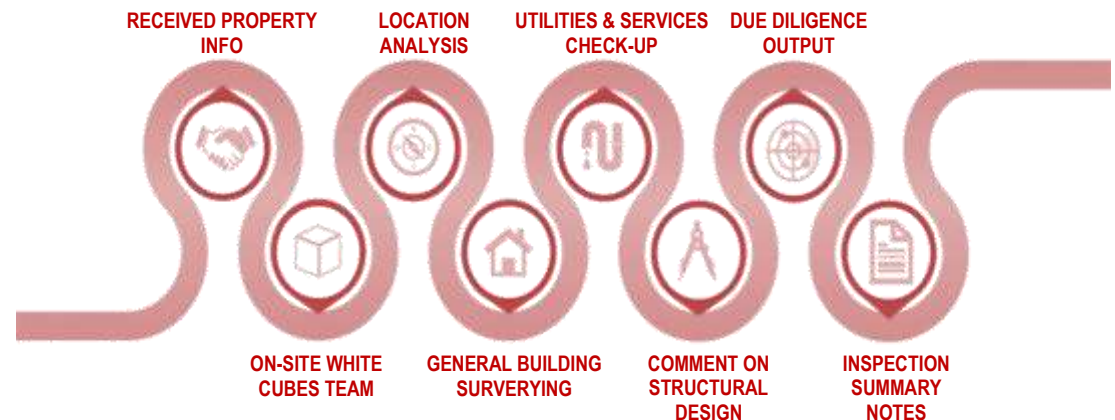 RECEIVED PROPERTY
INFO
LOCATION
ANALYSIS
UTILITIES & SERVICES
CHECK-UP
DUE DILIGENCE
OUTPUT
ON-SITE WHITE
CUBES TEAM
GENERAL BUILDING
SURVERYING
COMMENT ON
STRUCTURAL
DESIGN
INSPECTION
SUMMARY
NOTES